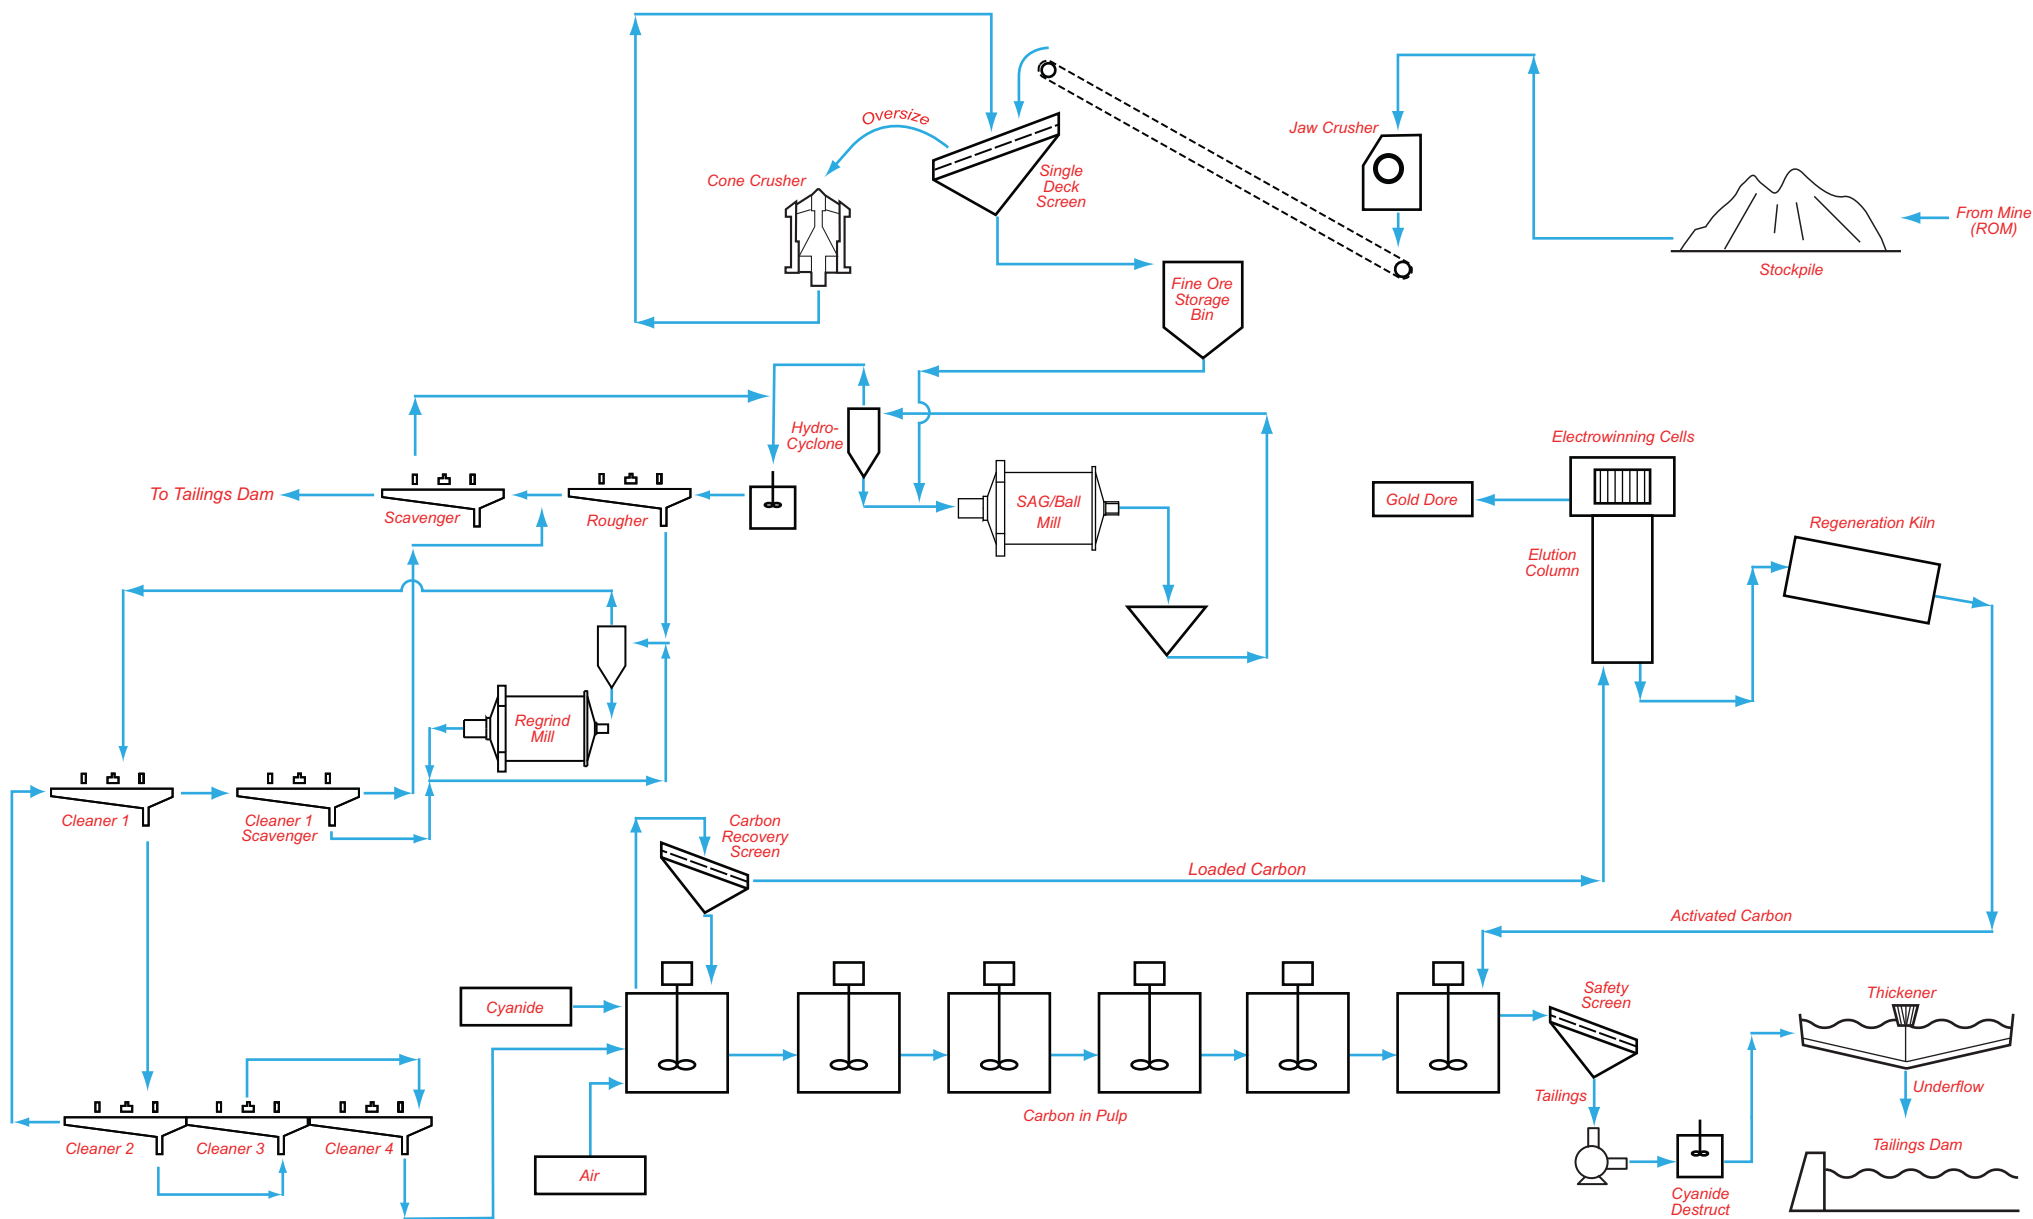 Oversize
Jaw Crusher
Cone Crusher
Single
Deck
Screen
From Mine
(ROM)
Stockpile
Fine Ore
Storage
Bin
Hydro-
Cyclone
Electrowinning Cells
To Tailings Dam
Scavenger
Rougher
SAG/Ball
Mill
Gold Dore
Regeneration Kiln
Elution
Column
Regrind
Mill
Cleaner 1
Cleaner 1
Scavenger
Carbon
Recovery
Screen
Loaded Carbon
Activated Carbon
Cyanide
Safety
Screen
Thickener
Tailings
Underflow
Carbon in Pulp
Cleaner 2
Cleaner 3
Cleaner 4
Air
Tailings Dam
Cyanide
Destruct